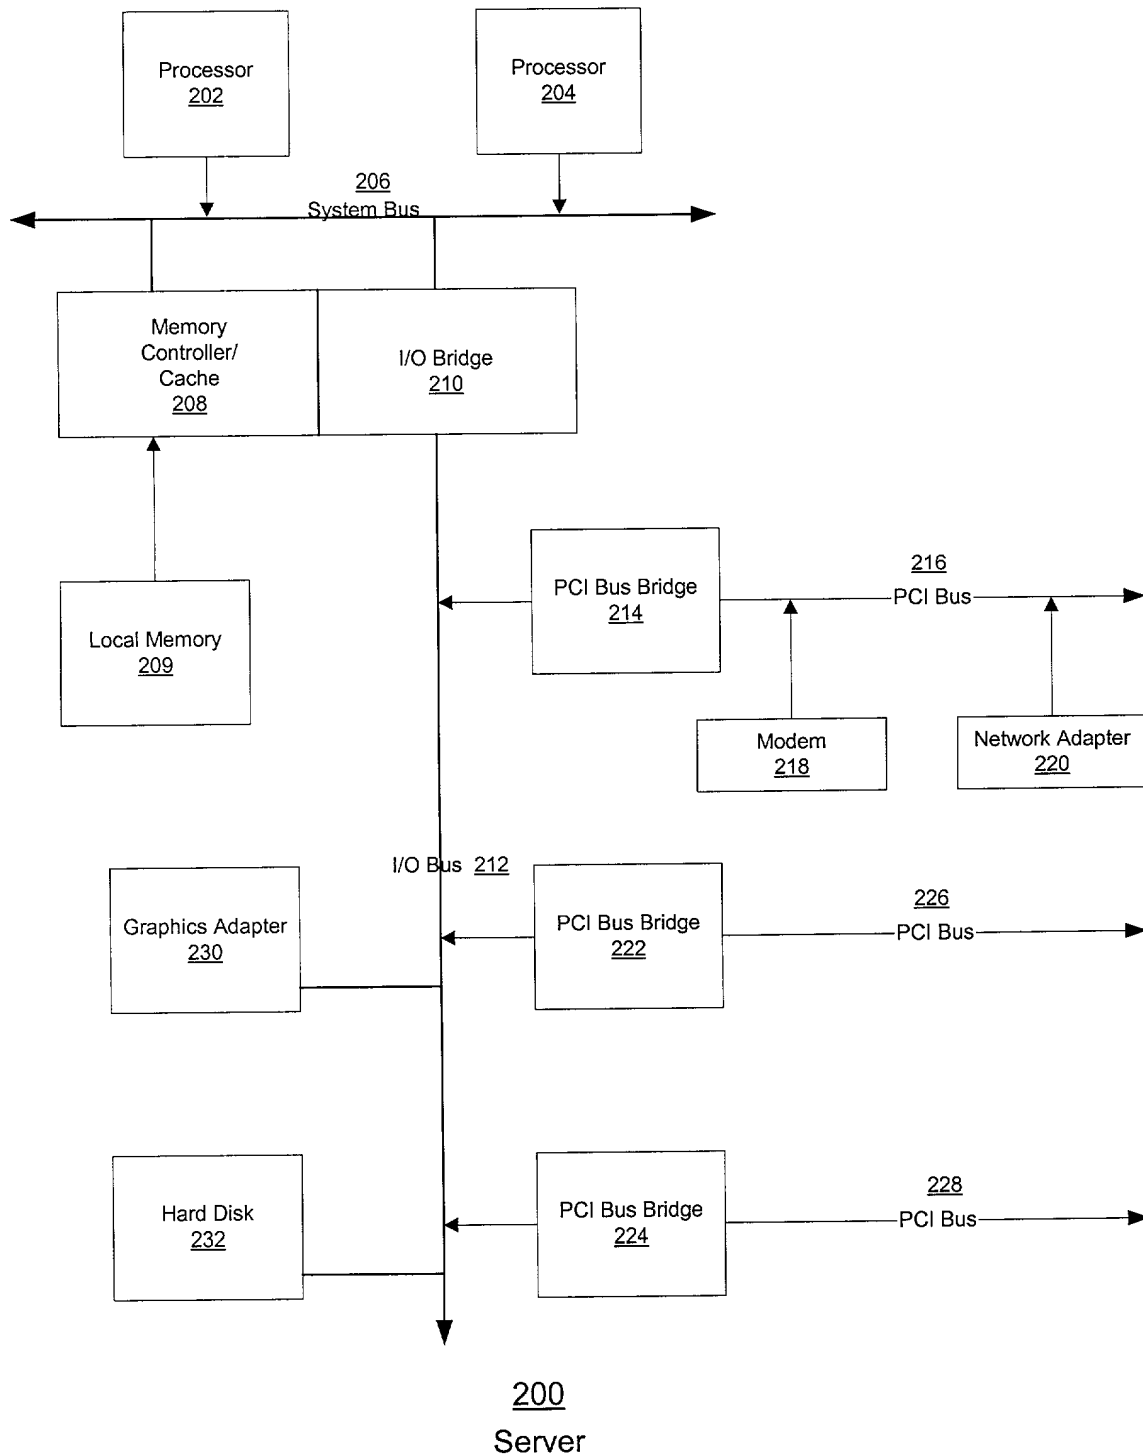 Processor
202
Processor
204
206
System Bus
Memory
Controller/
Cache
208
I/O Bridge
210
PCI Bus Bridge
214
216
PCI Bus
Local Memory
209
Modem
218
Network Adapter
220
I/O Bus 212
Graphics Adapter
230
PCI Bus Bridge
222
226
PCI Bus
Hard Disk
232
PCI Bus Bridge
224
228
PCI Bus
200
Server